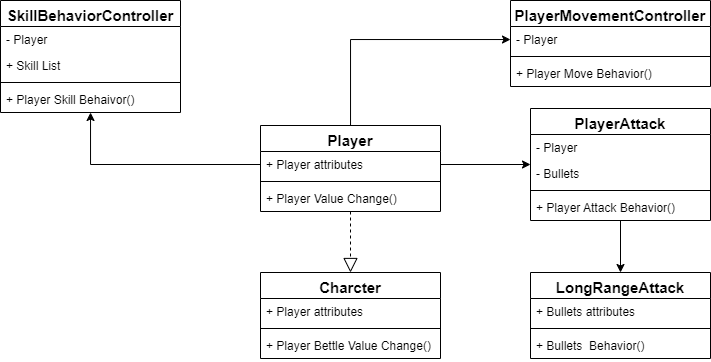 SkillBehaviorController
- Player
+ Skill List
+ Player Skill Behaivor()
PlayerMovementController
- Player
+ Player Move Behavior()
Player
+ Player attributes
+ Player Value Change()
PlayerAttack
- Player
- Bullets
+ Player Attack Behavior()
Charcter
+ Player attributes
+ Player Bettle Value Change()
LongRangeAttack
+ Bullets attributes
+ Bullets  Behavior()